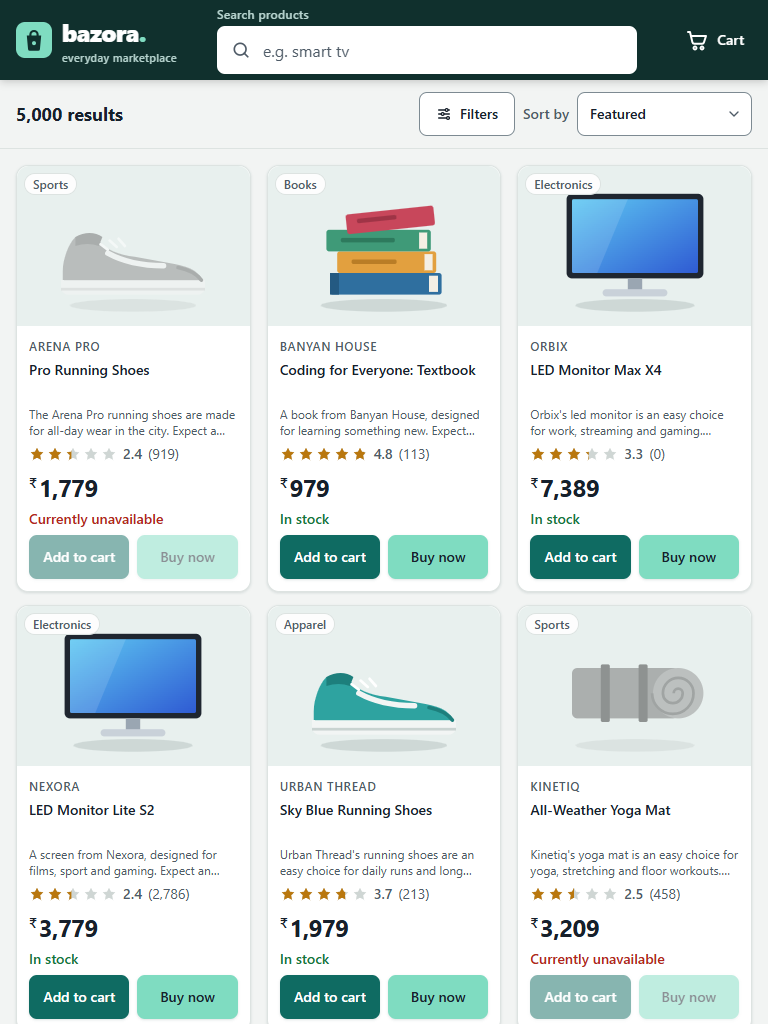 bazora.
everyday marketplace
Search products
e.g. smart tv
Cart
5,000 results
Filters
Sort by
Featured
Sports
ARENA PRO
Pro Running Shoes
The Arena Pro running shoes are made
for all-day wear in the city. Expect a...
2.4 (919)
₹1,779
Currently unavailable
Add to cart
Buy now
Books
BANYAN HOUSE
Coding for Everyone: Textbook
A book from Banyan House, designed
for learning something new. Expect...
4.8 (113)
₹979
In stock
Add to cart
Buy now
Electronics
ORBIX
LED Monitor Max X4
Orbix's led monitor is an easy choice
for work, streaming and gaming....
3.3 (0)
₹7,389
In stock
Add to cart
Buy now
Electronics
NEXORA
LED Monitor Lite S2
A screen from Nexora, designed for
films, sport and gaming. Expect an...
2.4 (2,786)
₹3,779
In stock
Add to cart
Buy now
Apparel
URBAN THREAD
Sky Blue Running Shoes
Urban Thread's running shoes are an
easy choice for daily runs and long...
3.7 (213)
₹1,979
In stock
Add to cart
Buy now
Sports
KINETIQ
All-Weather Yoga Mat
Kinetiq's yoga mat is an easy choice for
yoga, stretching and floor workouts....
2.5 (458)
₹3,209
Currently unavailable
Add to cart
Buy now